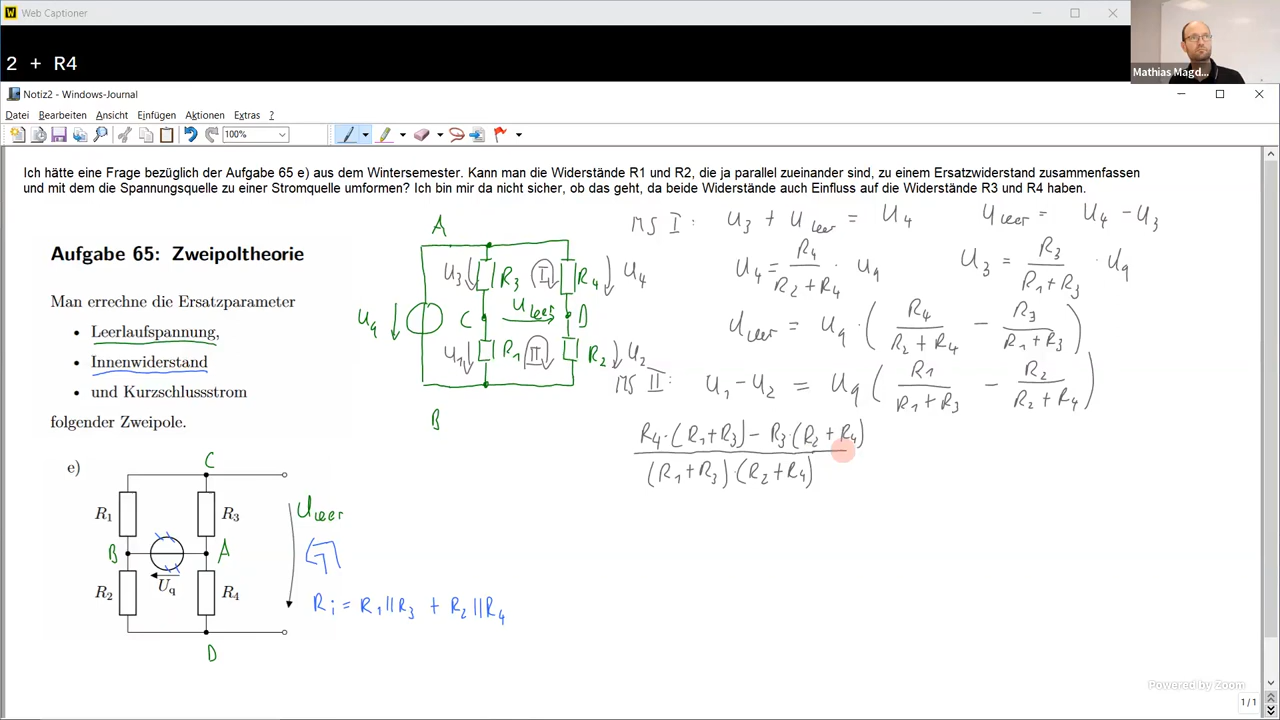 Web Captioner
2 + R4
Mathias Magd...
Notiz2 - Windows-Journal
Datei Bearbeiten Ansicht Einfügen Aktionen Extras ?
100%
Ich hätte eine Frage bezüglich der Aufgabe 65 e) aus dem Wintersemester. Kann man die Widerstände R1 und R2, die ja parallel zueinander sind, zu einem Ersatzwiderstand zusammenfassen
und mit dem die Spannungsquelle zu einer Stromquelle umformen? Ich bin mir da nicht sicher, ob das geht, da beide Widerstände auch Einfluss auf die Widerstände R3 und R4 haben.
Aufgabe 65: Zweipoltheorie
Man errechne die Ersatzparameter
• Leerlaufspannung,
• Innenwiderstand
• und Kurzschlussstrom
folgender Zweipole.
e)
C
R1
R3
B
A
Uq
R2
R4
D
Uleer
Ri = R1||R3 + R2||R4
A
U3 R3 I R4 U4
Uq C Uleer D
U1 R1 II R2 U2
B
MS I: U3 + Uleer = U4 Uleer = U4 - U3
U4 = R4 / (R2 + R4) · Uq U3 = R3 / (R1 + R3) · Uq
Uleer = Uq · ( R4 / (R2 + R4) - R3 / (R1 + R3) )
MS II: U1 - U2 = Uq ( R1 / (R1 + R3) - R2 / (R2 + R4) )
R4 · (R1 + R3) - R3 (R2 + R4)
(R1 + R3) · (R2 + R4)
Powered by Zoom
1 / 1